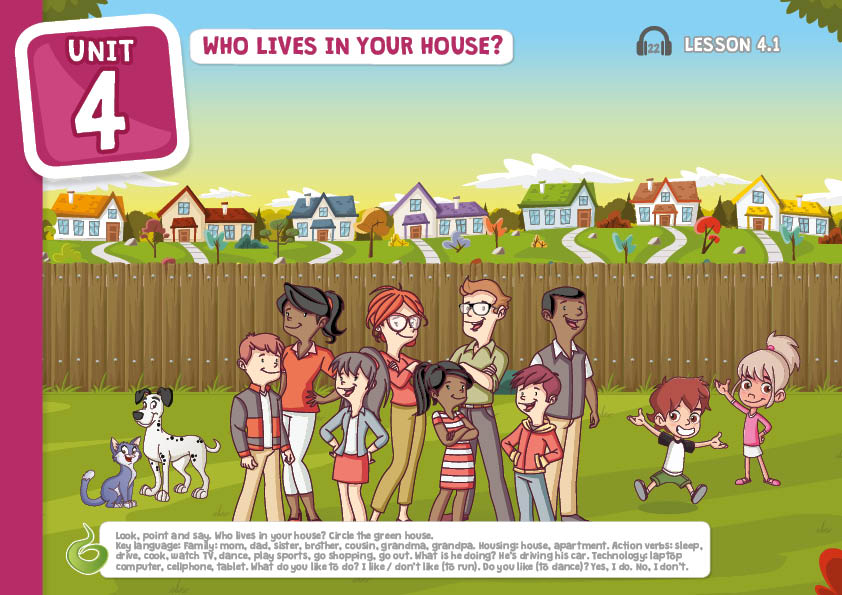 UNIT
4
WHO LIVES IN YOUR HOUSE?
22
LESSON 4.1
Look, point and say. Who lives in your house? Circle the green house.
Key language: Family: mom, dad, sister, brother, cousin, grandma, grandpa. Housing: house, apartment. Action verbs: sleep,
drive, cook, watch TV, dance, play sports, go shopping, go out. What is he doing? He's driving his car. Technology: laptop
computer, cellphone, tablet. What do you like to do? I like / don't like (to run). Do you like (to dance)? Yes, I do. No, I don't.